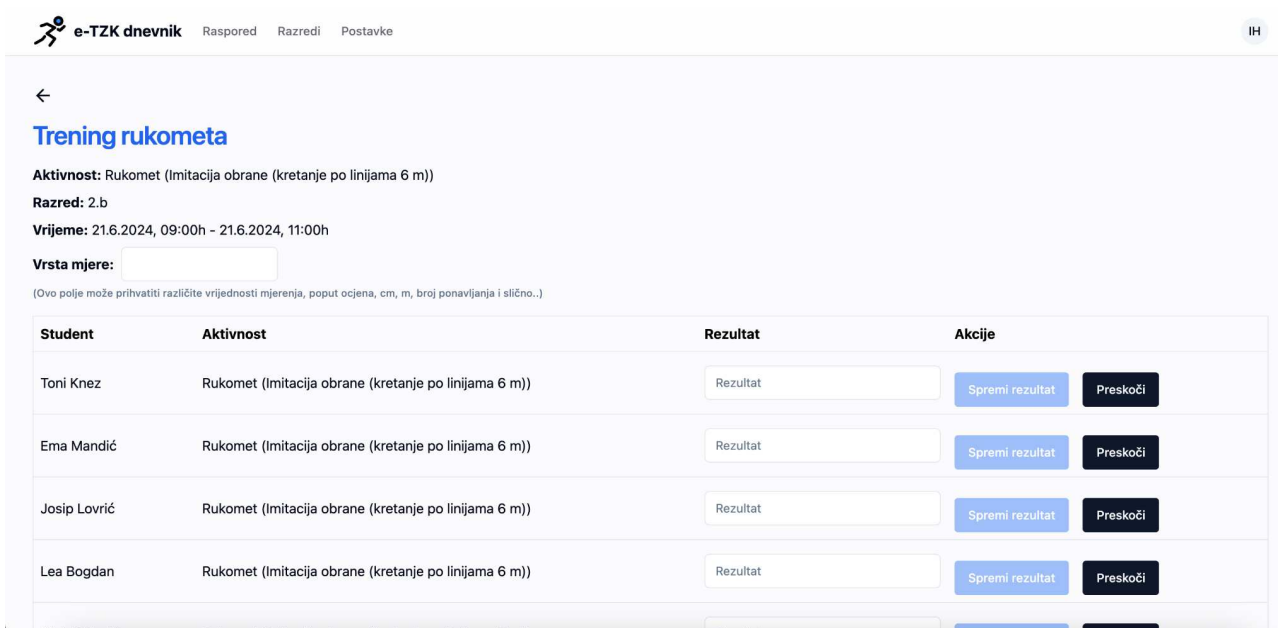 e-TZK dnevnik Raspored Razredi Postavke IH
Trening rukometa
Aktivnost: Rukomet (Imitacija obrane (kretanje po linijama 6 m))
Razred: 2.b
Vrijeme: 21.6.2024, 09:00h - 21.6.2024, 11:00h
Vrsta mjere:
(Ovo polje može prihvatiti različite vrijednosti mjerenja, poput ocjena, cm, m, broj ponavljanja i slično..)
Student Aktivnost Rezultat Akcije
Toni Knez Rukomet (Imitacija obrane (kretanje po linijama 6 m)) Rezultat Spremi rezultat Preskoči
Ema Mandić Rukomet (Imitacija obrane (kretanje po linijama 6 m)) Rezultat Spremi rezultat Preskoči
Josip Lovrić Rukomet (Imitacija obrane (kretanje po linijama 6 m)) Rezultat Spremi rezultat Preskoči
Lea Bogdan Rukomet (Imitacija obrane (kretanje po linijama 6 m)) Rezultat Spremi rezultat Preskoči